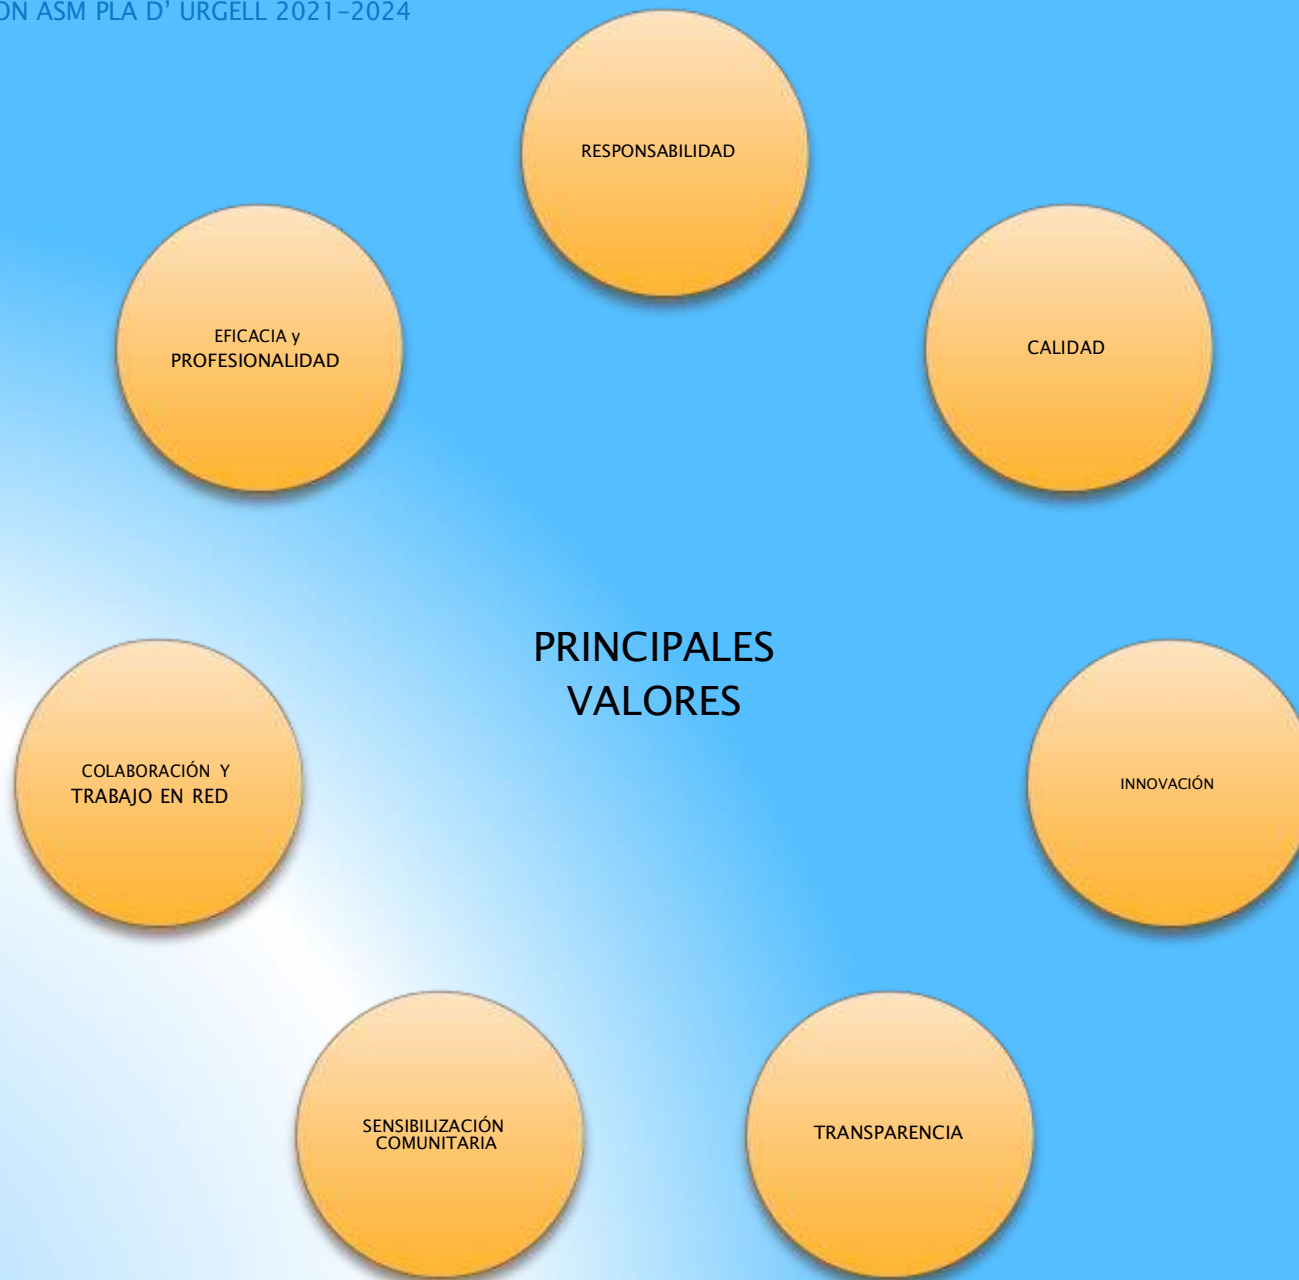 ON ASM PLA D’ URGELL 2021-2024
RESPONSABILIDAD
EFICACIA y
PROFESIONALIDAD
CALIDAD
PRINCIPALES
VALORES
COLABORACIÓN Y
TRABAJO EN RED
INNOVACIÓN
SENSIBILIZACIÓN
COMUNITARIA
TRANSPARENCIA